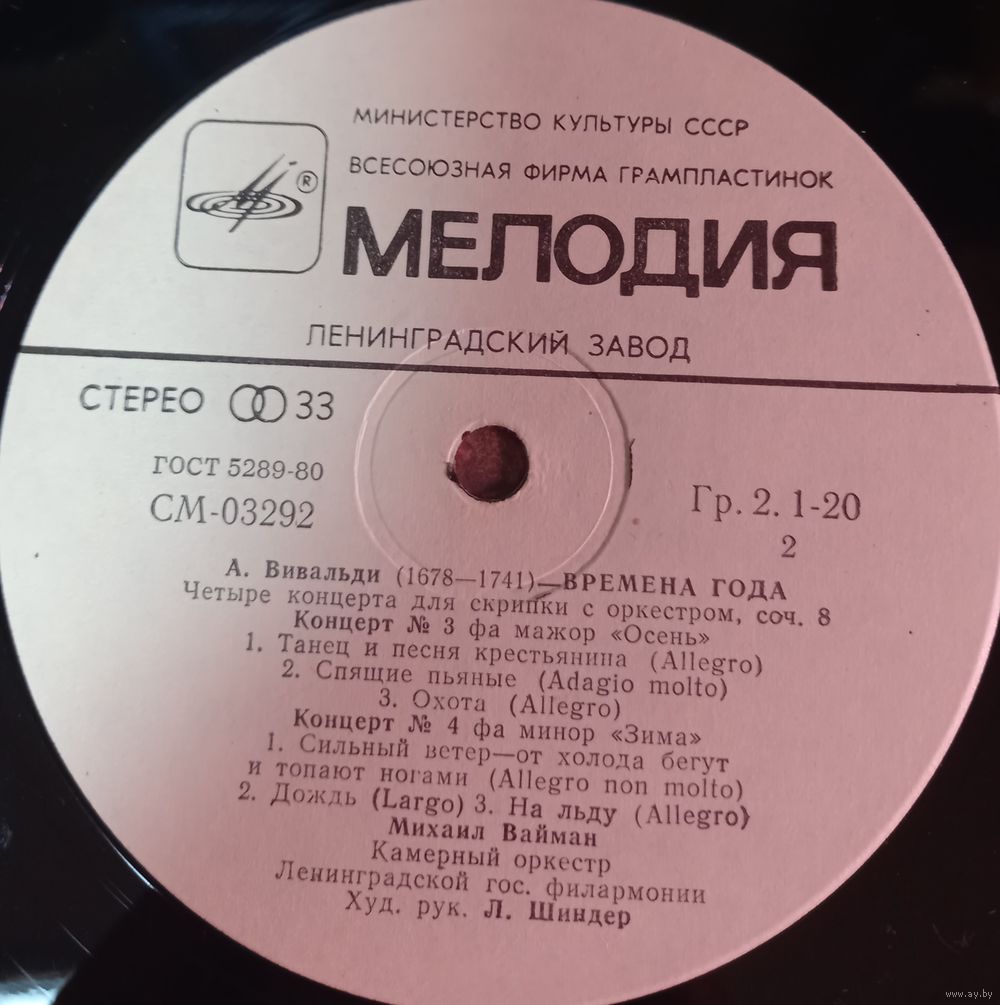 МИНИСТЕРСТВО КУЛЬТУРЫ СССР
ВСЕСОЮЗНАЯ ФИРМА ГРАМПЛАСТИНОК
®
МЕЛОДИЯ
ЛЕНИНГРАДСКИЙ ЗАВОД
СТЕРЕО 33
ГОСТ 5289-80
СМ-03292
Гр. 2. 1-20
2
А. Вивальди (1678—1741)—ВРЕМЕНА ГОДА
Четыре концерта для скрипки с оркестром, соч. 8
Концерт № 3 фа мажор «Осень»
1. Танец и песня крестьянина (Allegro)
2. Спящие пьяные (Adagio molto)
3. Охота (Allegro)
Концерт № 4 фа минор «Зима»
1. Сильный ветер—от холода бегут
и топают ногами (Allegro non molto)
2. Дождь (Largo) 3. На льду (Allegro)
Михаил Вайман
Камерный оркестр
Ленинградской гос. филармонии
Худ. рук. Л. Шиндер
www.ay.by